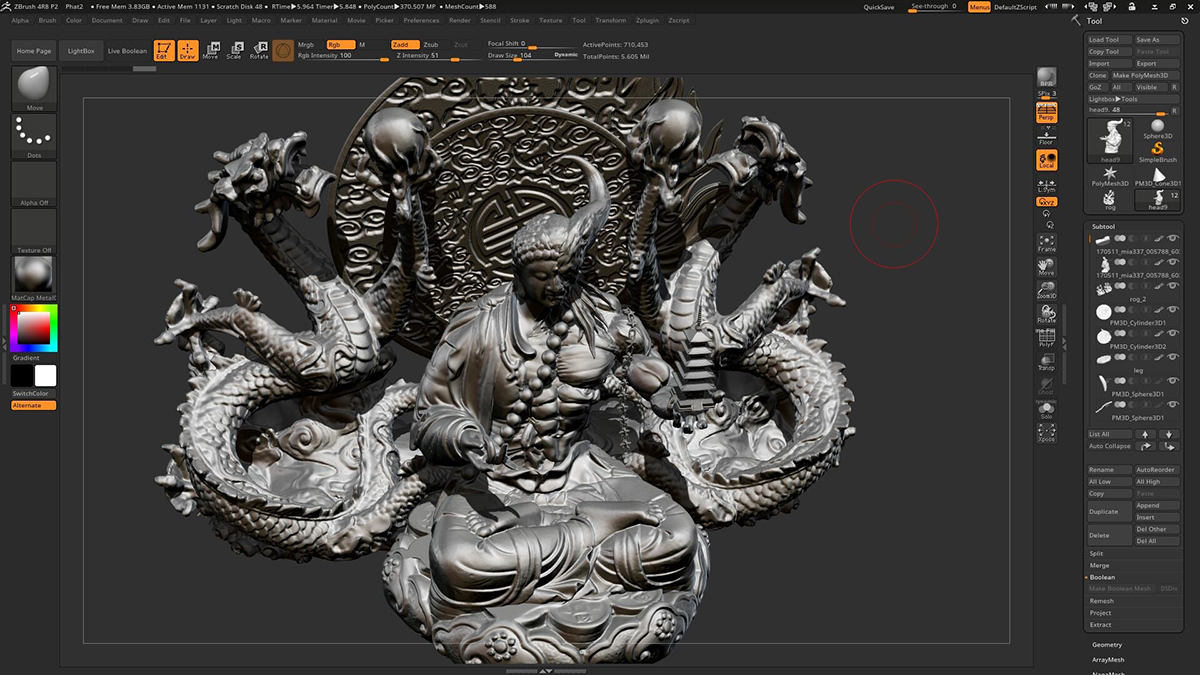 ZBrush 4R8 P2 Phat2 • Free Mem 3.83GB • Active Mem 1131 • Scratch Disk 48 • RTime▶5.964 Timer▶5.848 • PolyCount▶370.507 MP • MeshCount▶588 QuickSave See-through 0 Menus DefaultZScript
Alpha Brush Color Document Draw Edit File Layer Light Macro Marker Material Movie Picker Preferences Render Stencil Stroke Texture Tool Transform Zplugin Zscript
Tool
Home Page LightBox Live Boolean Edit Draw Move Scale Rotate
Mrgb Rgb M Zadd Zsub Zcut
Rgb Intensity 100 Z Intensity 51
Focal Shift 0
Draw Size 104 Dynamic
ActivePoints: 710,453
TotalPoints: 5.605 Mil
Move
Dots
Alpha Off
Texture Off
MatCap MetalC
Gradient
SwitchColor
Alternate
BPR
SPix 3
Persp
Floor
Local
L.Sym
XYZ
Frame
Move
Zoom3D
Rotate
PolyF
Transp
Ghost
Solo
Xpose
Load Tool Save As
Copy Tool Paste Tool
Import Export
Clone Make PolyMesh3D
GoZ All Visible R
Lightbox▶Tools
head9. 48 R
12
head9
Sphere3D
SimpleBrush
PolyMesh3D PM3D_Cone3D1
12
rog head9
Subtool
170511_mia337_005788_60
170511_mia337_005788_60
rog_2
PM3D_Cylinder3D1
PM3D_Cylinder3D2
leg
PM3D_Sphere3D1
PM3D_Sphere3D1
List All
Auto Collapse
Rename AutoReorder
All Low All High
Copy Paste
Duplicate Append
Insert
Delete Del Other
Del All
Split
Merge
Boolean
Make Boolean Mesh DSDiv
Remesh
Project
Extract
Geometry
ArrayMesh
NanoMesh